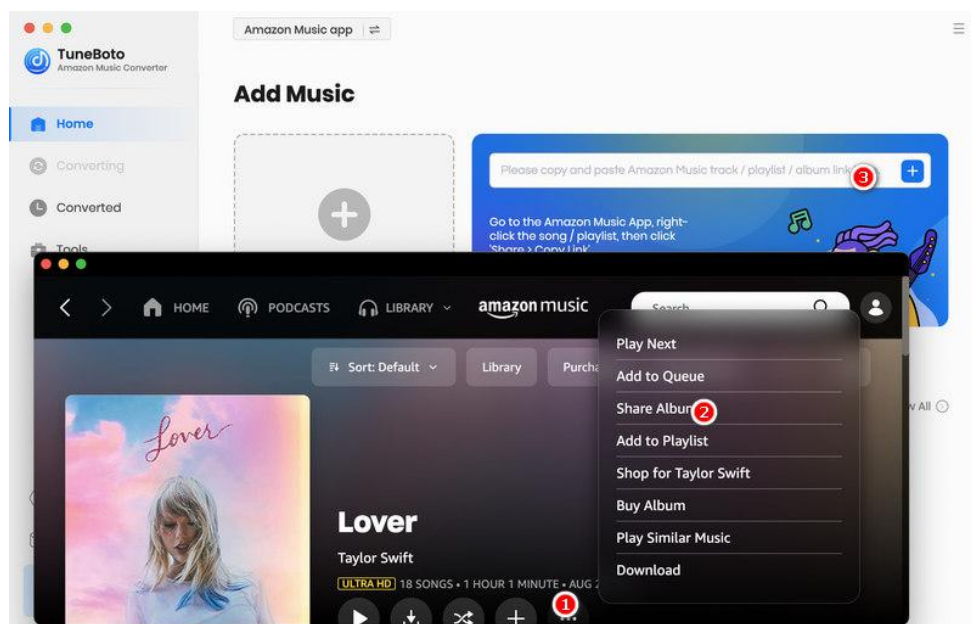 Amazon Music app
TuneBoto
Amazon Music Converter
Add Music
Home
Converting
Converted
Tools
Please copy and paste Amazon Music track / playlist / album link
3
Go to the Amazon Music App, right-
click the song / playlist, then click
'Share > Copy Link'
HOME
PODCASTS
LIBRARY
amazon music
Search
Sort: Default
Library
Purcha
Play Next
Add to Queue
Share Album
2
Add to Playlist
Shop for Taylor Swift
Buy Album
Play Similar Music
Download
w All
Lover
Lover
Taylor Swift
ULTRA HD 18 SONGS • 1 HOUR 1 MINUTE • AUG 2
1